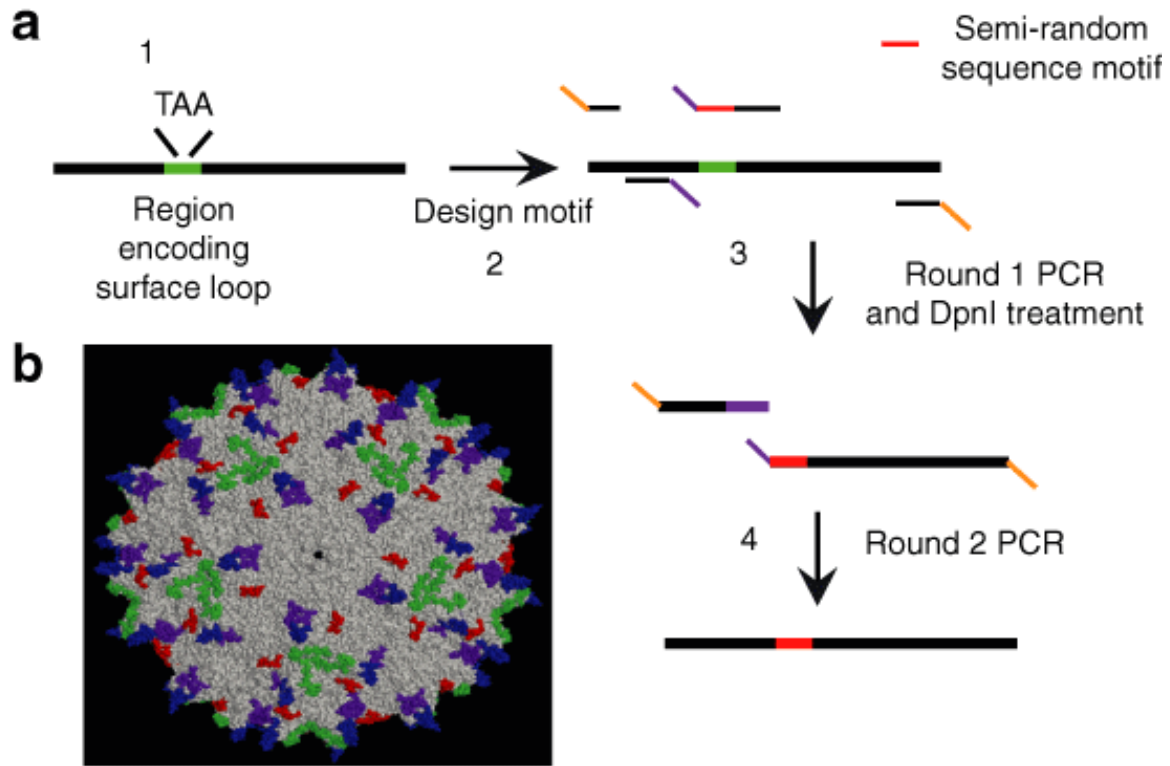 a
1
TAA
Region
encoding
surface loop
Design motif
2
Semi-random
sequence motif
3
Round 1 PCR
and DpnI treatment
4
Round 2 PCR
b